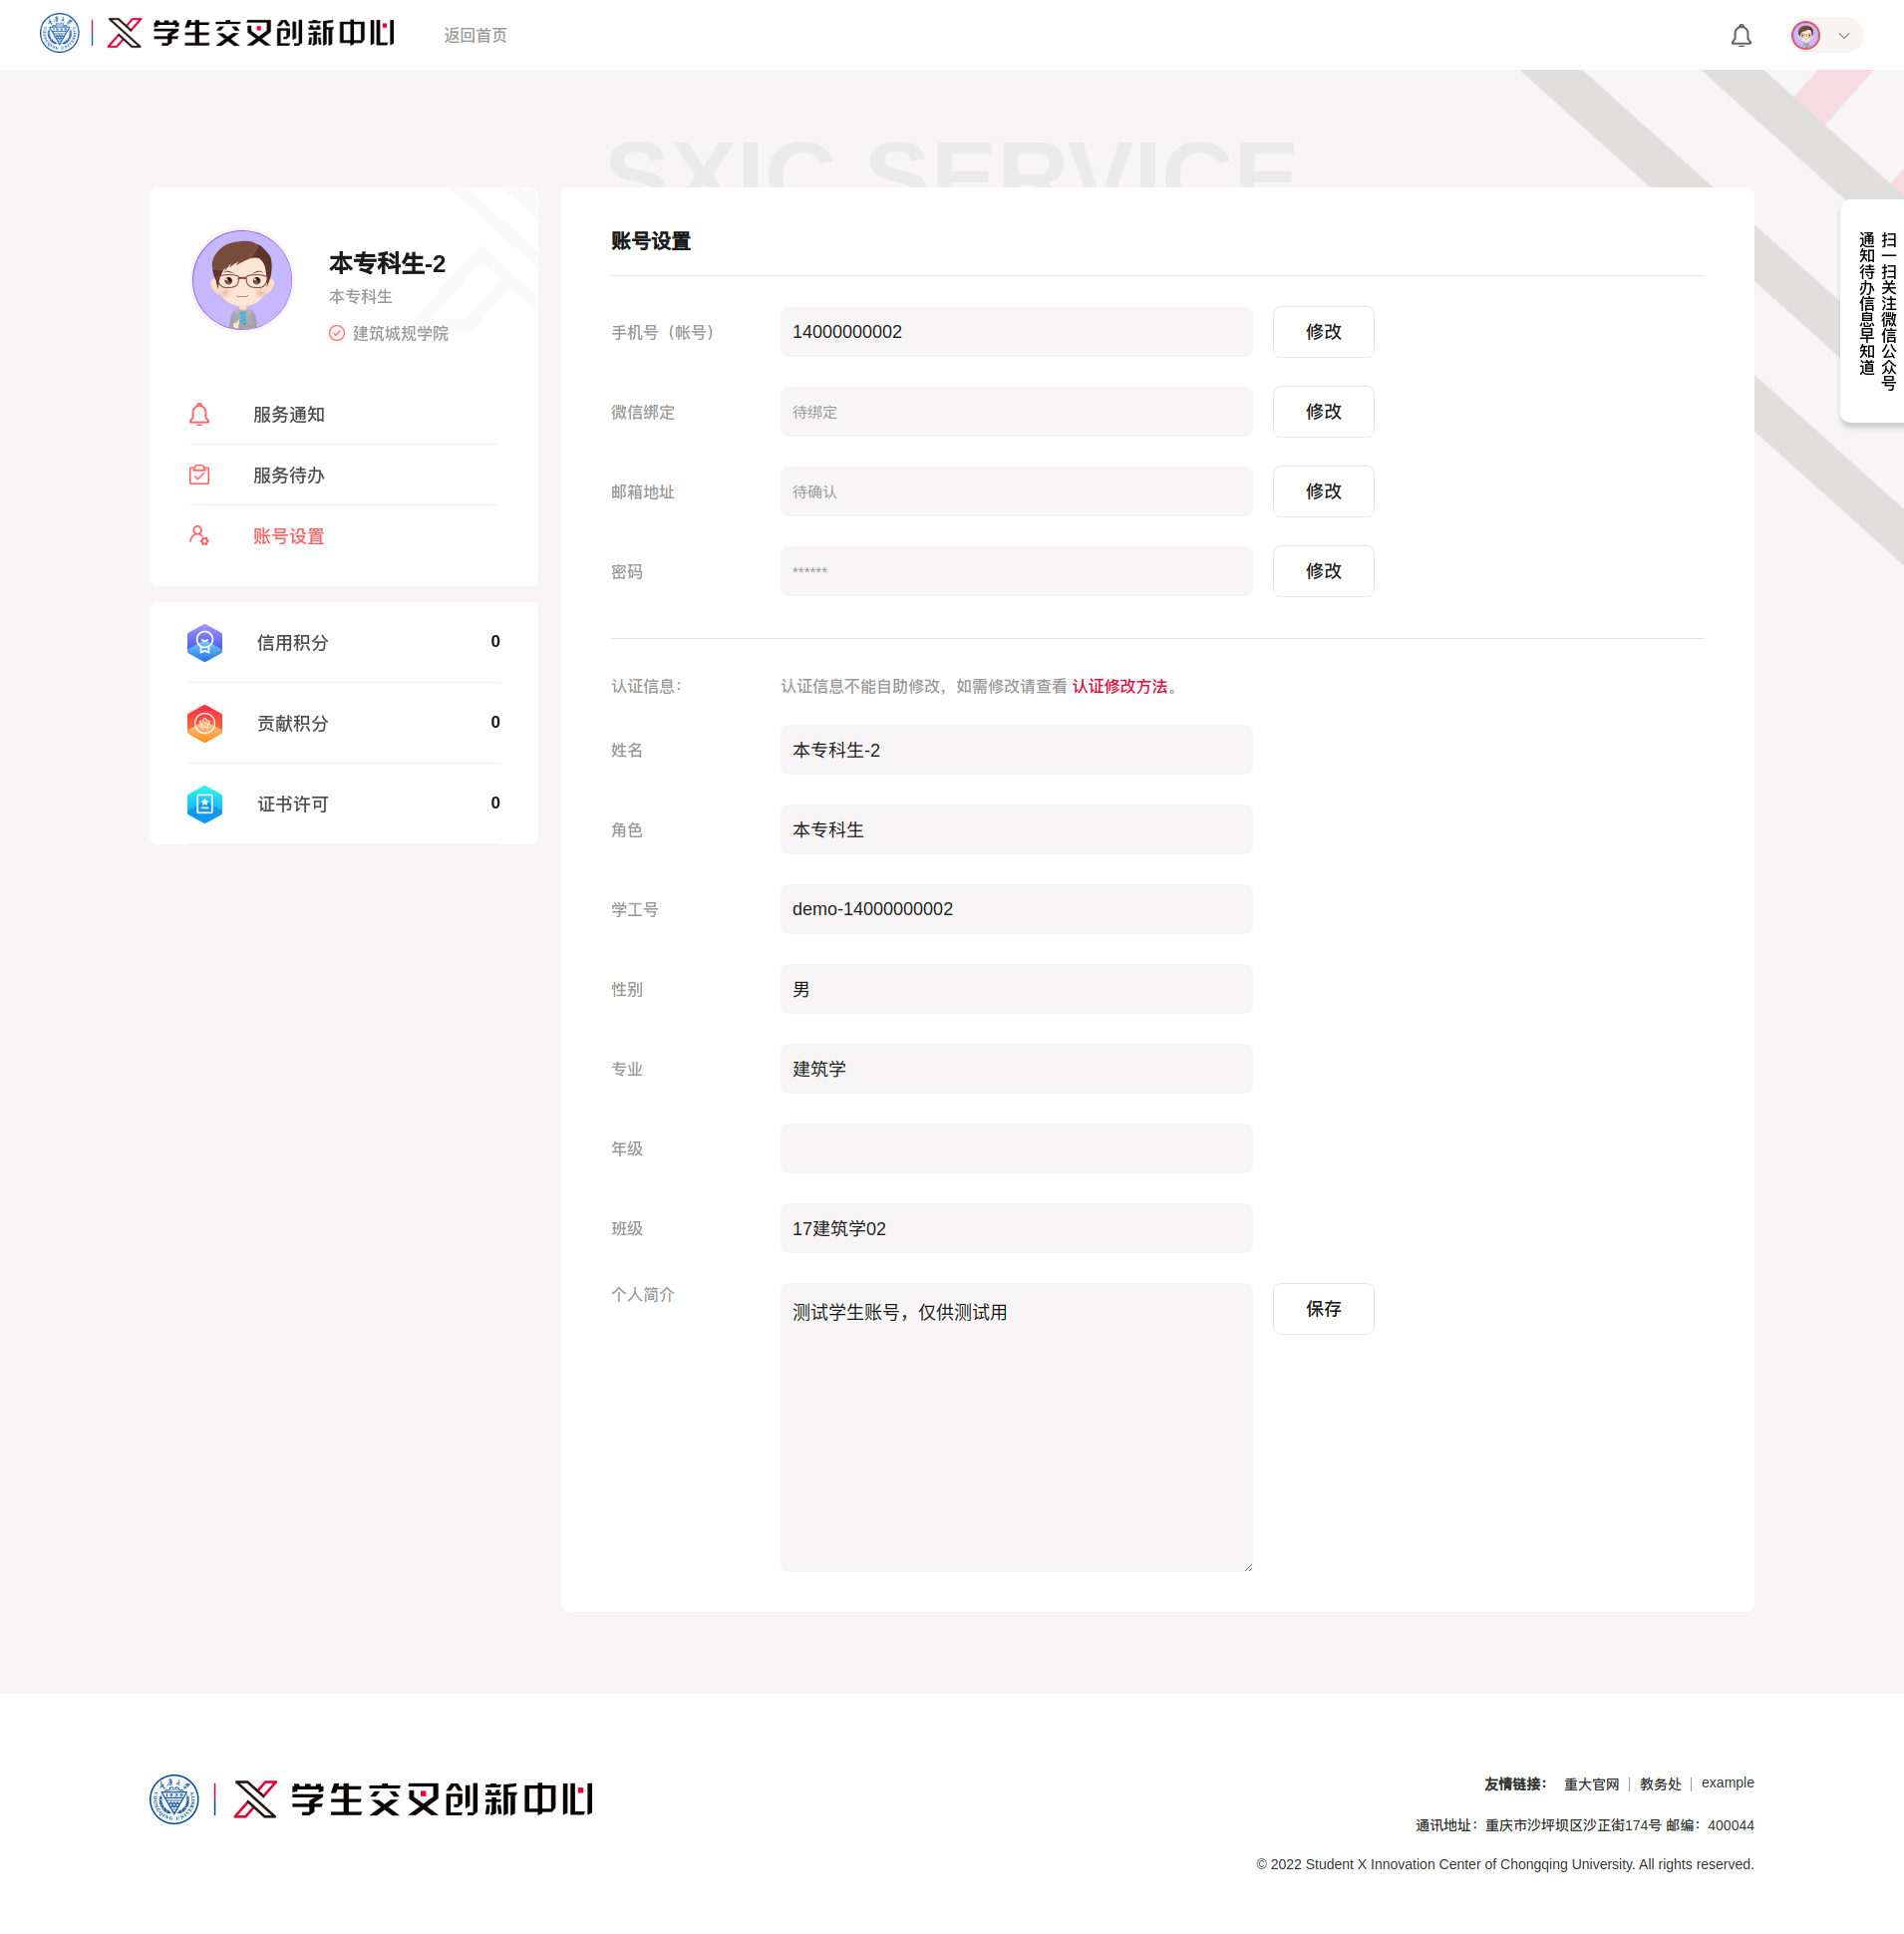 学生交叉创新中心
返回首页
SXIC SERVICE
扫一扫关注微信公众号
通知待办信息早知道
本专科生-2
本专科生
建筑城规学院
服务通知
服务待办
账号设置
信用积分 0
贡献积分 0
证书许可 0
账号设置
手机号（帐号） 14000000002 修改
微信绑定 待绑定 修改
邮箱地址 待确认 修改
密码 ****** 修改
认证信息： 认证信息不能自助修改，如需修改请查看 认证修改方法。
姓名 本专科生-2
角色 本专科生
学工号 demo-14000000002
性别 男
专业 建筑学
年级
班级 17建筑学02
个人简介 测试学生账号，仅供测试用 保存
学生交叉创新中心
友情链接： 重大官网 | 教务处 | example
通讯地址：重庆市沙坪坝区沙正街174号 邮编：400044
© 2022 Student X Innovation Center of Chongqing University. All rights reserved.